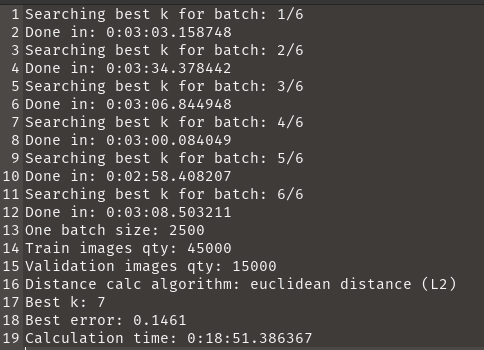 1 Searching best k for batch: 1/6
2 Done in: 0:03:03.158748
3 Searching best k for batch: 2/6
4 Done in: 0:03:34.378442
5 Searching best k for batch: 3/6
6 Done in: 0:03:06.844948
7 Searching best k for batch: 4/6
8 Done in: 0:03:00.084049
9 Searching best k for batch: 5/6
10 Done in: 0:02:58.408207
11 Searching best k for batch: 6/6
12 Done in: 0:03:08.503211
13 One batch size: 2500
14 Train images qty: 45000
15 Validation images qty: 15000
16 Distance calc algorithm: euclidean distance (L2)
17 Best k: 7
18 Best error: 0.1461
19 Calculation time: 0:18:51.386367